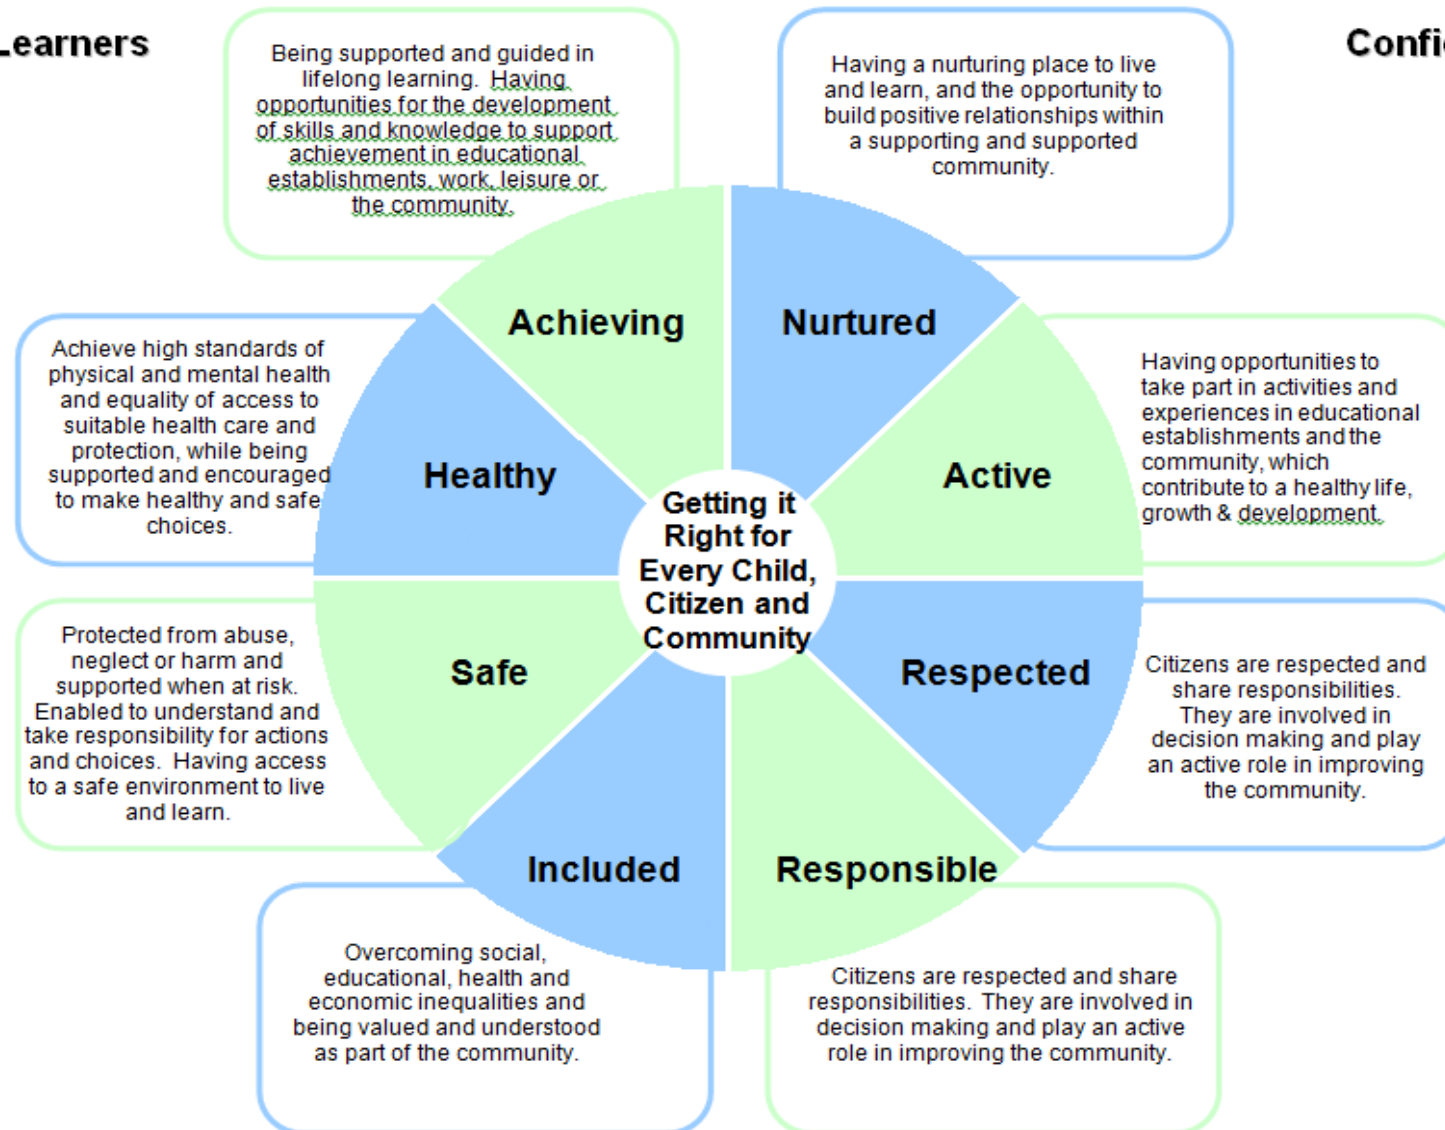 Learners
Confi
Being supported and guided in
lifelong learning.  Having
opportunities for the development
of skills and knowledge to support
achievement in educational
establishments, work, leisure or
the community.
Having a nurturing place to live
and learn, and the opportunity to
build positive relationships within
a supporting and supported
community.
Achieving
Nurtured
Achieve high standards of
physical and mental health
and equality of access to
suitable health care and
protection, while being
supported and encouraged
to make healthy and safe
choices.
Having opportunities to
take part in activities and
experiences in educational
establishments and the
community, which
contribute to a healthy life,
growth & development.
Healthy
Active
Getting it
Right for
Every Child,
Citizen and
Community
Protected from abuse,
neglect or harm and
supported when at risk.
Enabled to understand and
take responsibility for actions
and choices.  Having access
to a safe environment to live
and learn.
Safe
Respected
Citizens are respected and
share responsibilities.
They are involved in
decision making and play
an active role in improving
the community.
Included
Responsible
Overcoming social,
educational, health and
economic inequalities and
being valued and understood
as part of the community.
Citizens are respected and share
responsibilities.  They are involved in
decision making and play an active
role in improving the community.